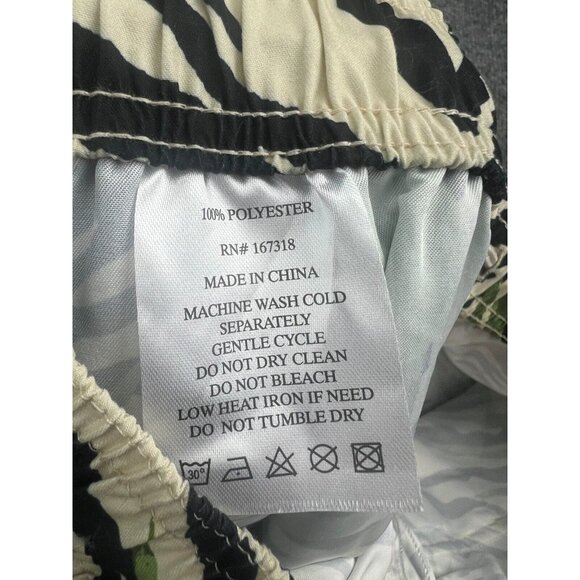 100% POLYESTER
RN# 167318
MADE IN CHINA
MACHINE WASH COLD
SEPARATELY
GENTLE CYCLE
DO NOT DRY CLEAN
DO NOT BLEACH
LOW HEAT IRON IF NEED
DO NOT TUMBLE DRY
30°